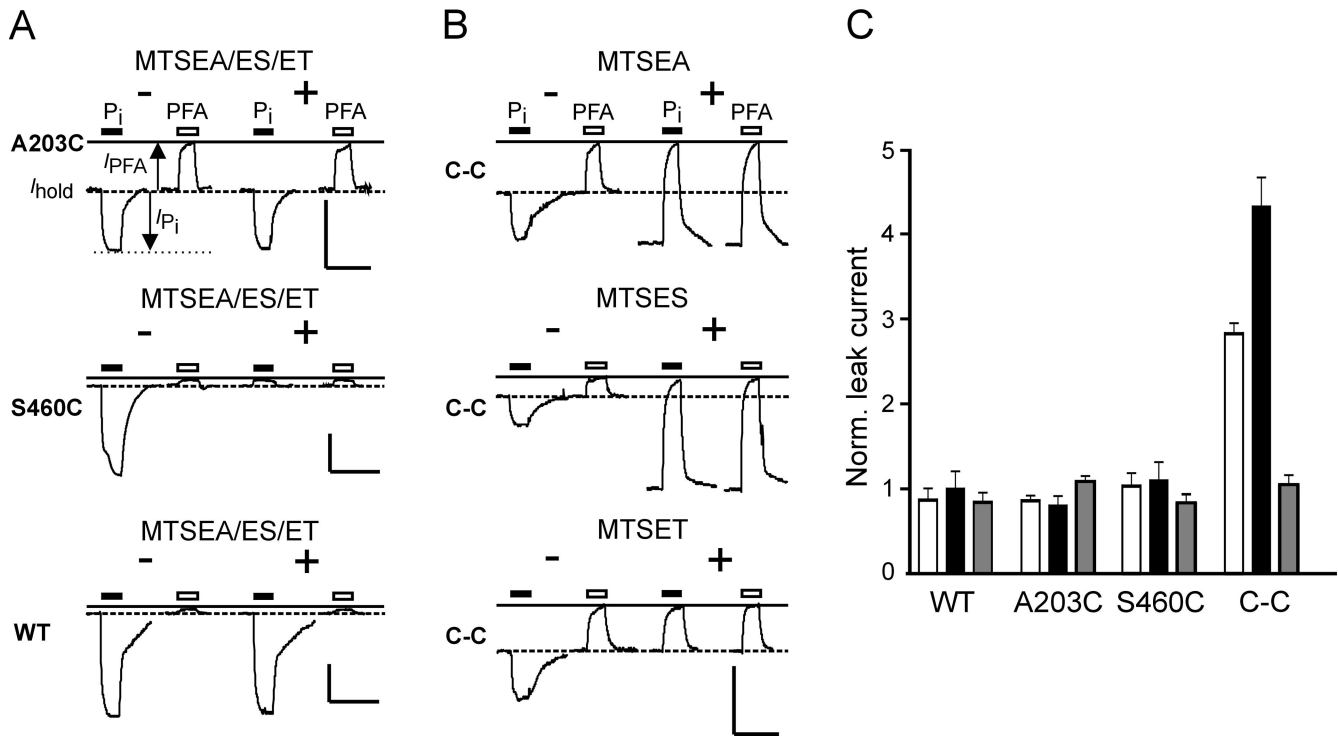 A
MTSEA/ES/ET
- +
Pi PFA Pi PFA
A203C
IPFA
Ihold
IPi
MTSEA/ES/ET
- +
S460C
MTSEA/ES/ET
- +
WT
B
MTSEA
- +
Pi PFA Pi PFA
C-C
MTSES
- +
C-C
MTSET
- +
C-C
C
Norm. leak current
5
4
3
2
1
0
WT A203C S460C C-C